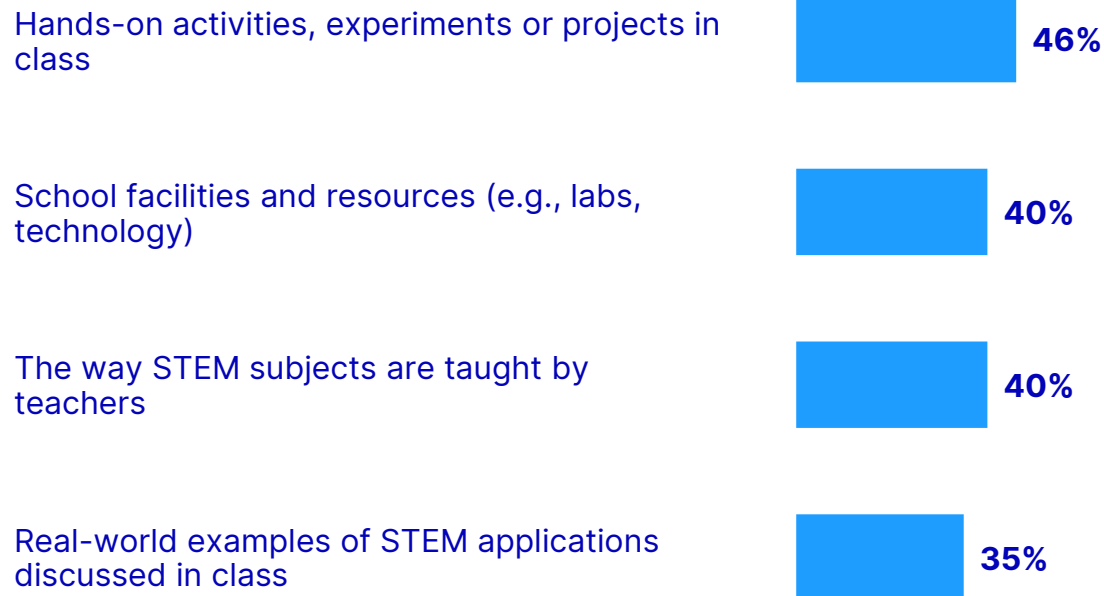 Hands-on activities, experiments or projects in
class
46%
School facilities and resources (e.g., labs,
technology)
40%
The way STEM subjects are taught by
teachers
40%
Real-world examples of STEM applications
discussed in class
35%